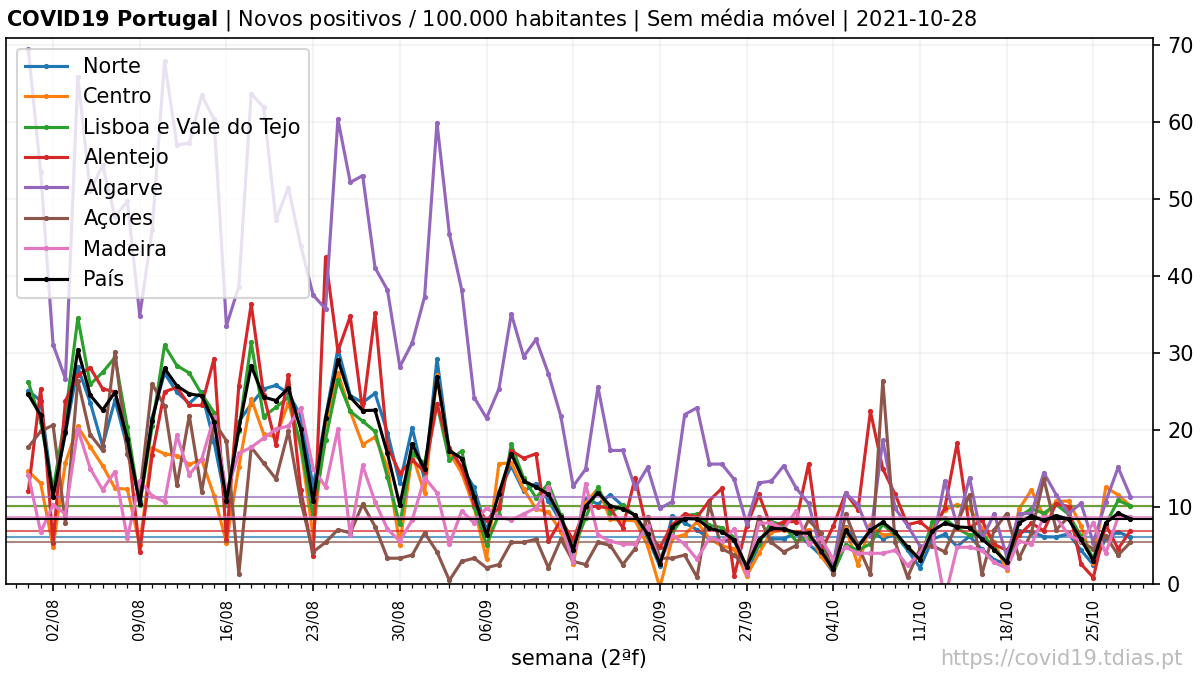 COVID19 Portugal | Novos positivos / 100.000 habitantes | Sem média móvel | 2021-10-28
Norte
Centro
Lisboa e Vale do Tejo
Alentejo
Algarve
Açores
Madeira
País
70
60
50
40
30
20
10
0
02/08
09/08
16/08
23/08
30/08
06/09
13/09
20/09
27/09
04/10
11/10
18/10
25/10
semana (2ªf)
https://covid19.tdias.pt